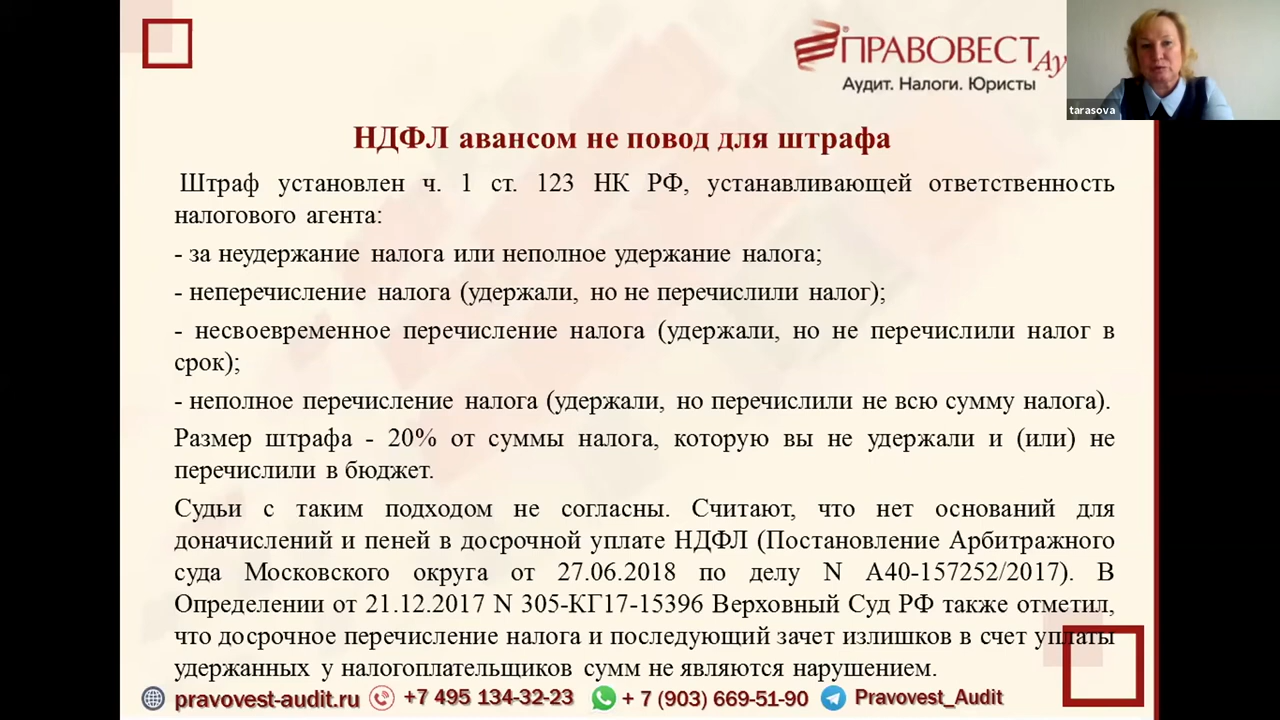 ПРАВОВЕСТ Ау
Аудит. Налоги. Юристы
tarasova
НДФЛ авансом не повод для штрафа
Штраф установлен ч. 1 ст. 123 НК РФ, устанавливающей ответственность
налогового агента:
- за неудержание налога или неполное удержание налога;
- неперечисление налога (удержали, но не перечислили налог);
- несвоевременное перечисление налога (удержали, но не перечислили налог в
срок);
- неполное перечисление налога (удержали, но перечислили не всю сумму налога).
Размер штрафа - 20% от суммы налога, которую вы не удержали и (или) не
перечислили в бюджет.
Судьи с таким подходом не согласны. Считают, что нет оснований для
доначислений и пеней в досрочной уплате НДФЛ (Постановление Арбитражного
суда Московского округа от 27.06.2018 по делу N А40-157252/2017). В
Определении от 21.12.2017 N 305-КГ17-15396 Верховный Суд РФ также отметил,
что досрочное перечисление налога и последующий зачет излишков в счет уплаты
удержанных у налогоплательщиков сумм не являются нарушением.
pravovest-audit.ru +7 495 134-32-23 + 7 (903) 669-51-90 Pravovest_Audit